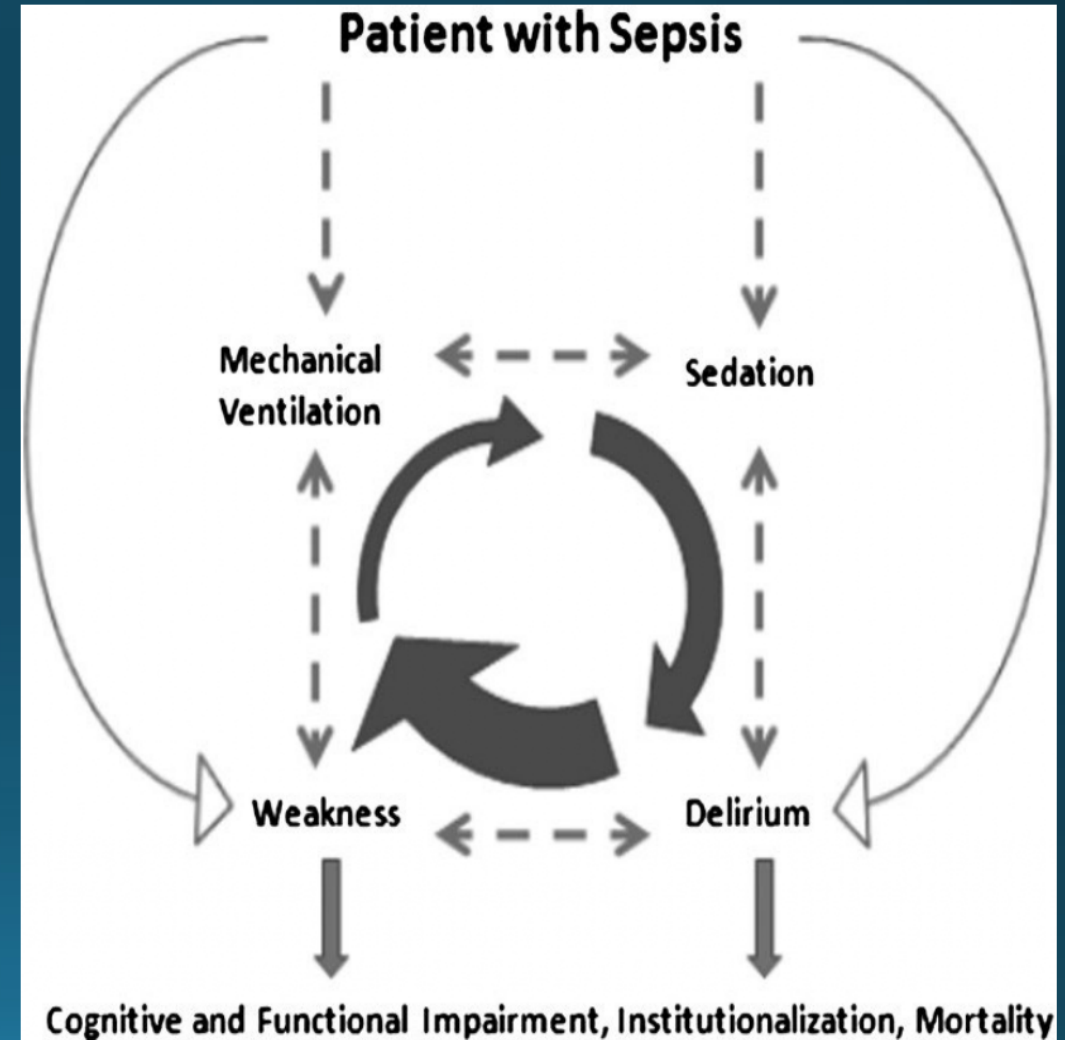 Patient with Sepsis
Mechanical
Ventilation
Sedation
Weakness
Delirium
Cognitive and Functional Impairment, Institutionalization, Mortality